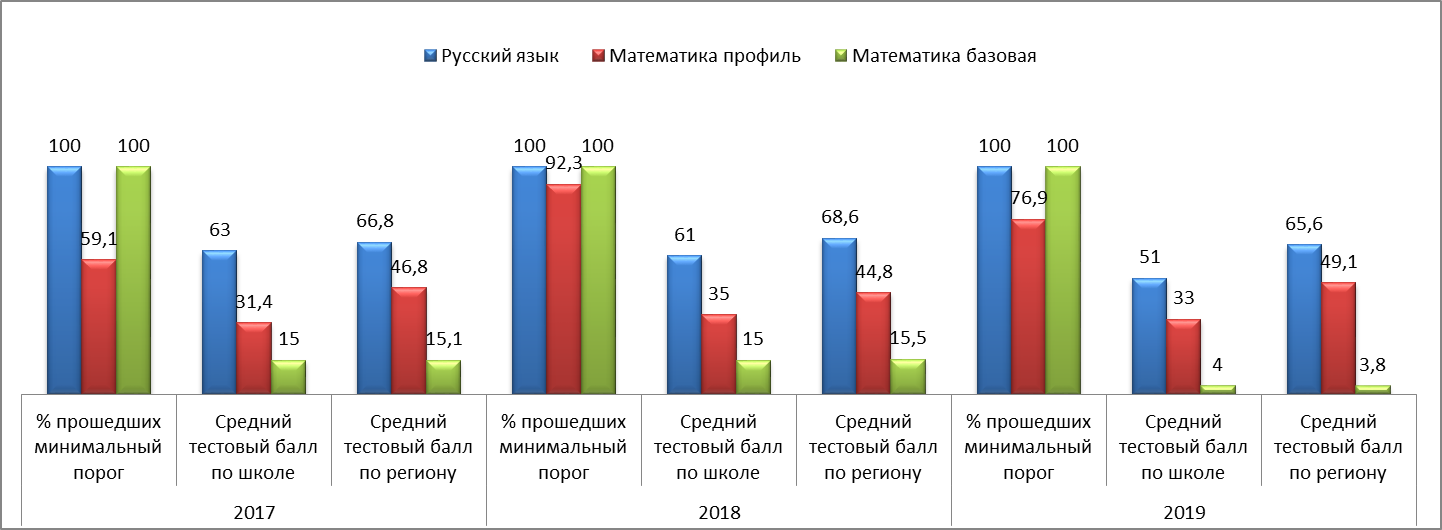 Русский язык Математика профиль Математика базовая
100 100 100 100 100 100
92,3
76,9
59,1 63 66,8 61 68,6 51 65,6
46,8 44,8 49,1
31,4 35 33
15 15,1 15 15,5 4 3,8
% прошедших Средний Средний % прошедших Средний Средний % прошедших Средний Средний
минимальный тестовый балл тестовый балл минимальный тестовый балл тестовый балл минимальный тестовый балл тестовый балл
порог по школе по региону порог по школе по региону порог по школе по региону
2017 2018 2019